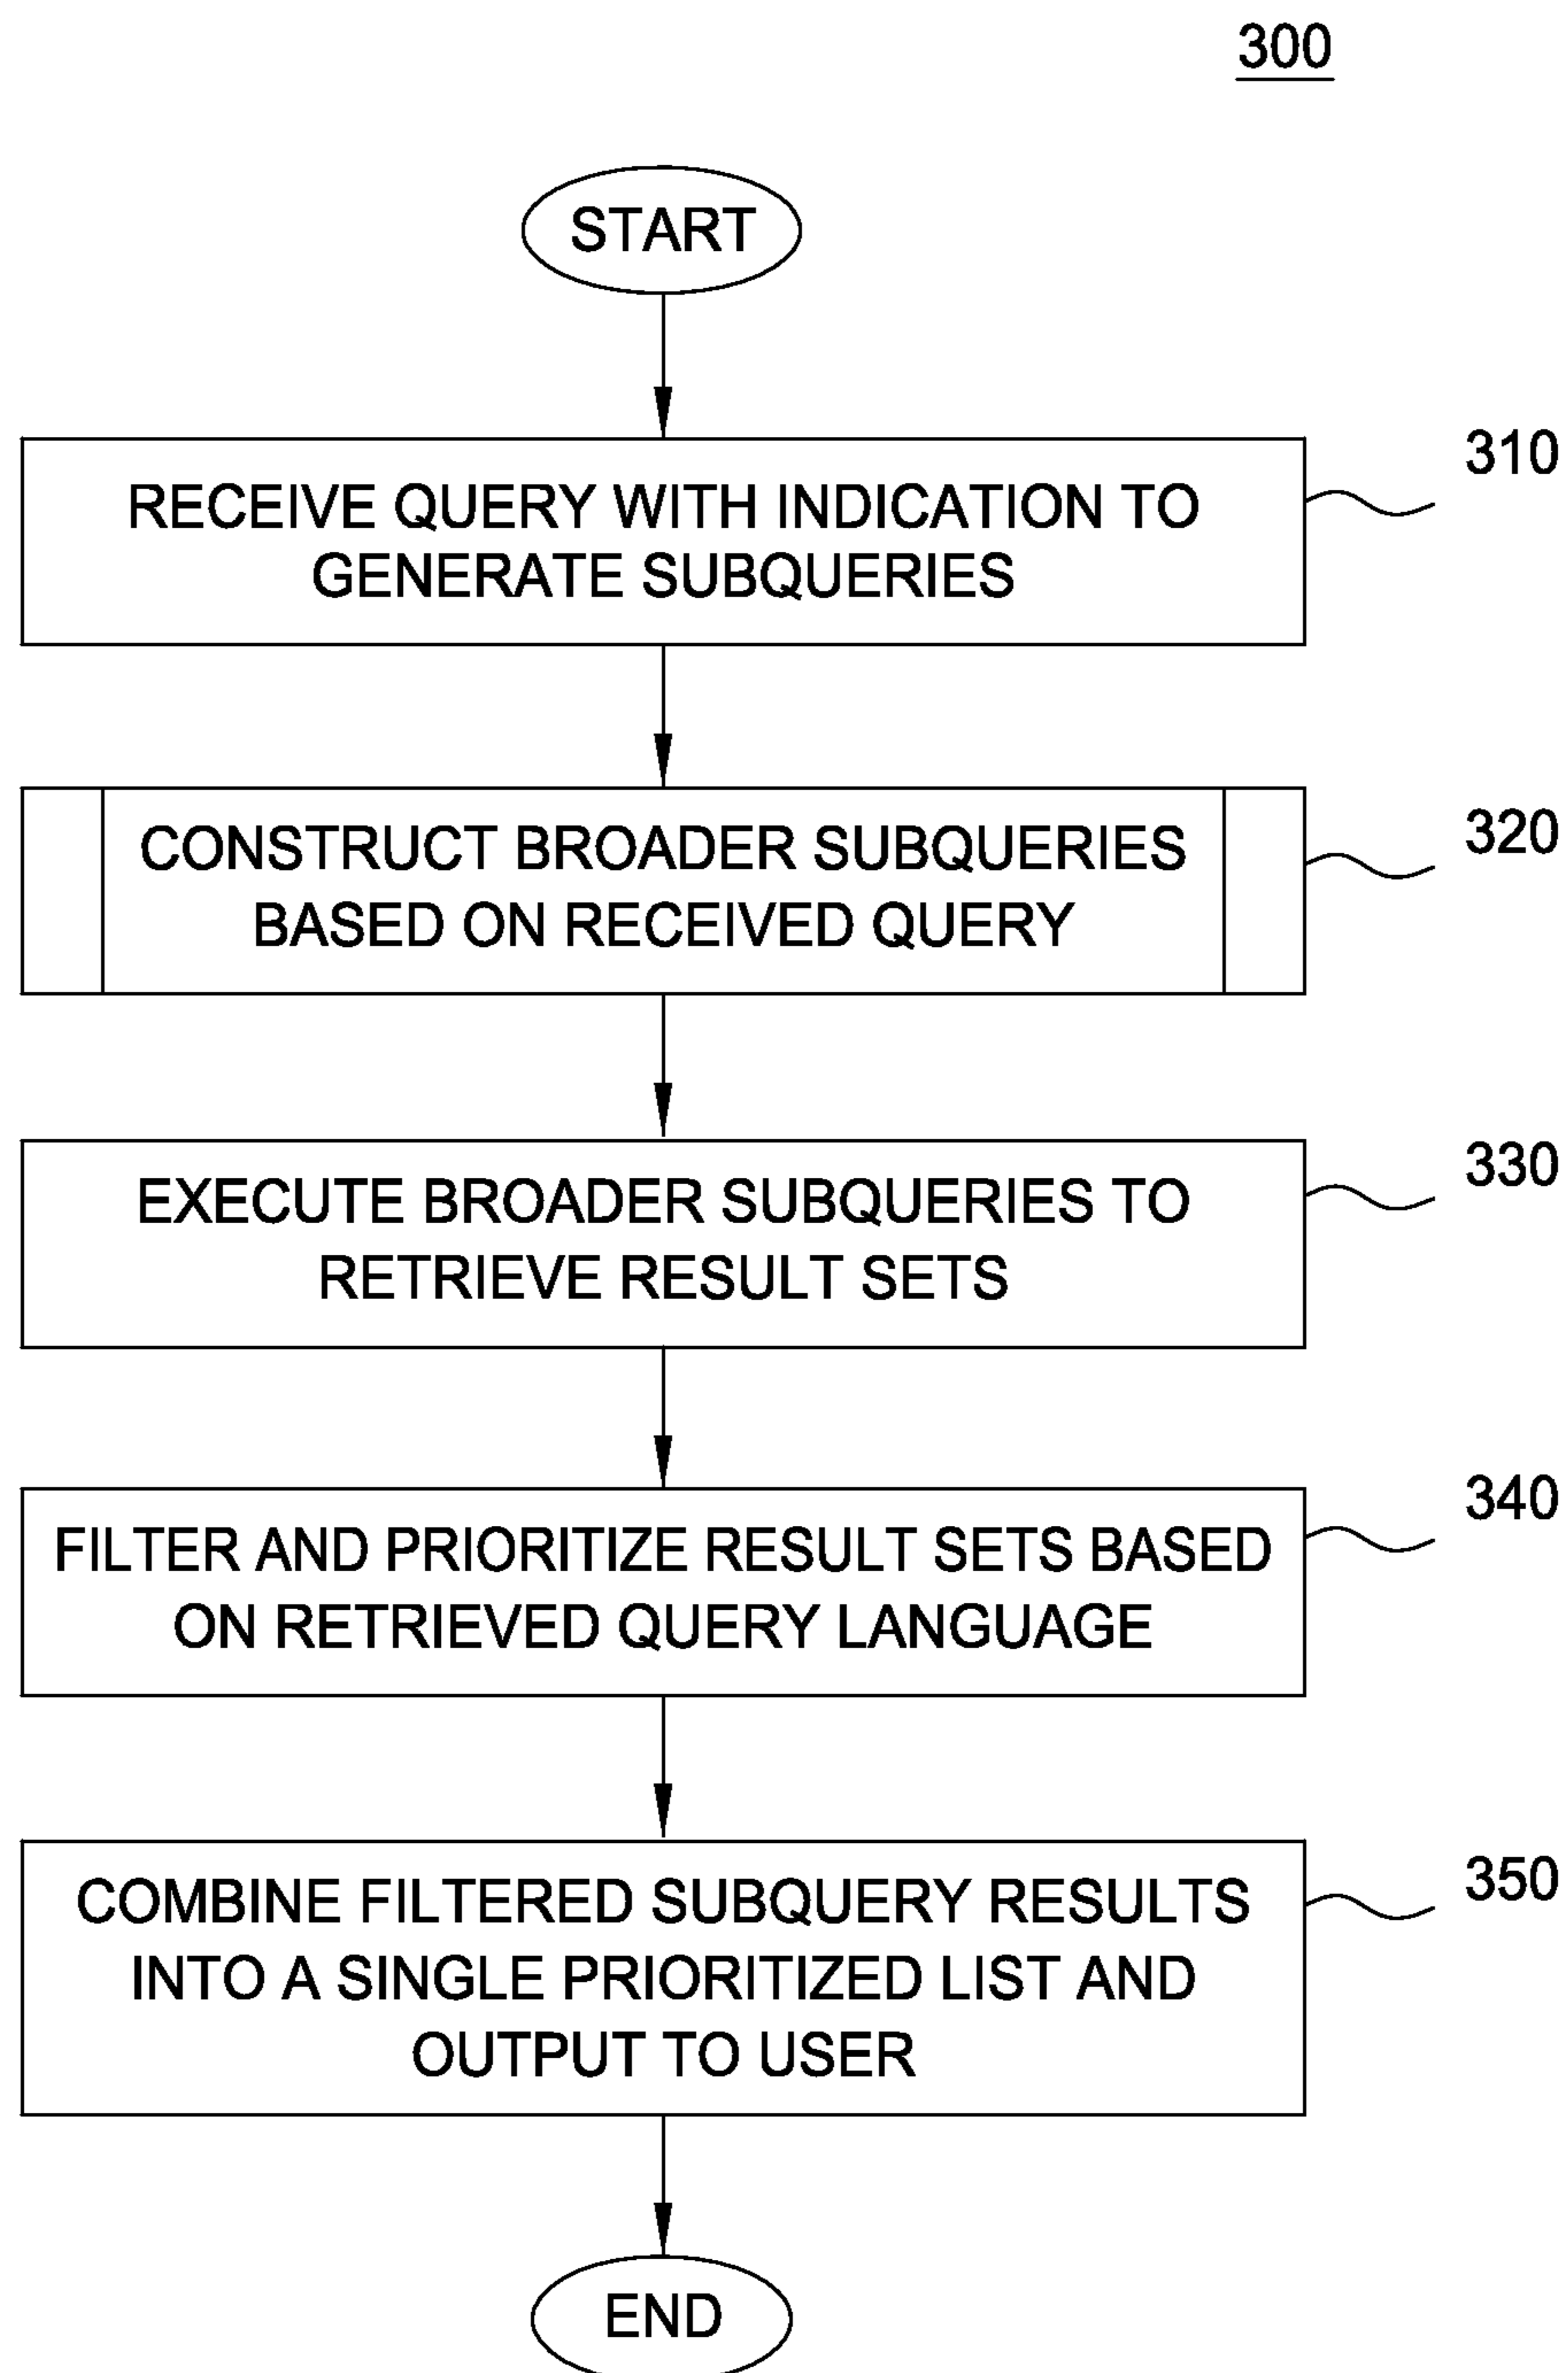 300
START
RECEIVE QUERY WITH INDICATION TO
GENERATE SUBQUERIES
310
CONSTRUCT BROADER SUBQUERIES
BASED ON RECEIVED QUERY
320
EXECUTE BROADER SUBQUERIES TO
RETRIEVE RESULT SETS
330
FILTER AND PRIORITIZE RESULT SETS BASED
ON RETRIEVED QUERY LANGUAGE
340
COMBINE FILTERED SUBQUERY RESULTS
INTO A SINGLE PRIORITIZED LIST AND
OUTPUT TO USER
350
END